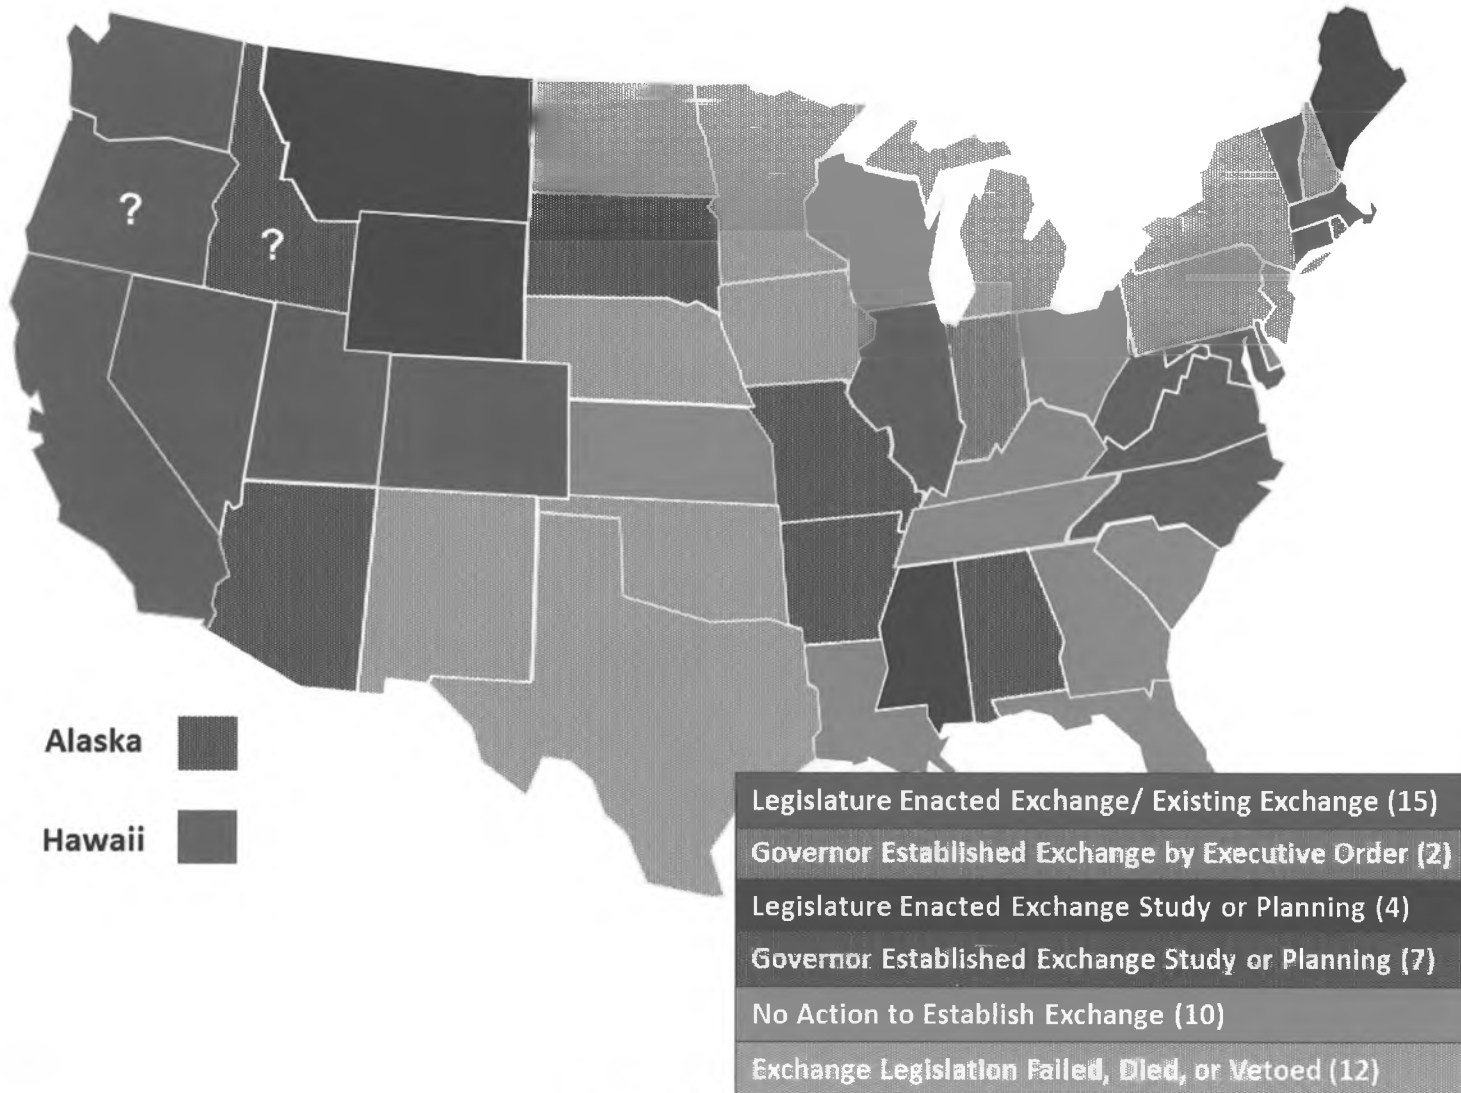 ?
?
Alaska
Hawaii
Legislature Enacted Exchange/ Existing Exchange (15)
Governor Established Exchange by Executive Order (2)
Legislature Enacted Exchange Study or Planning (4)
Governor Established Exchange Study or Planning (7)
No Action to Establish Exchange (10)
Exchange Legislation Failed, Died, or Vetoed (12)